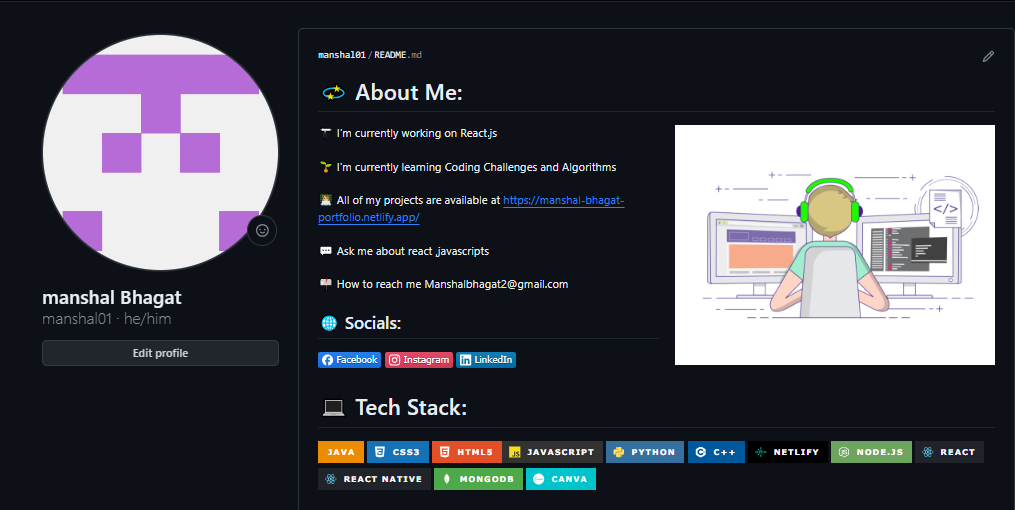 manshal01/README.md
About Me:
I'm currently working on React.js
I'm currently learning Coding Challenges and Algorithms
All of my projects are available at https://manshal-bhagat-
portfolio.netlify.app/
Ask me about react ,javascripts
How to reach me Manshalbhagat2@gmail.com
manshal Bhagat
manshal01 · he/him
Edit profile
Socials:
Facebook Instagram LinkedIn
Tech Stack:
JAVA CSS3 HTML5 JAVASCRIPT PYTHON C++ NETLIFY NODE.JS REACT
REACT NATIVE MONGODB CANVA